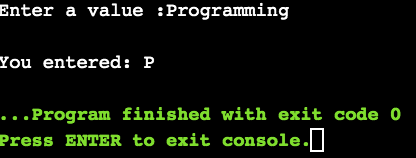 Enter a value :Programming
You entered: P
...Program finished with exit code 0
Press ENTER to exit console.